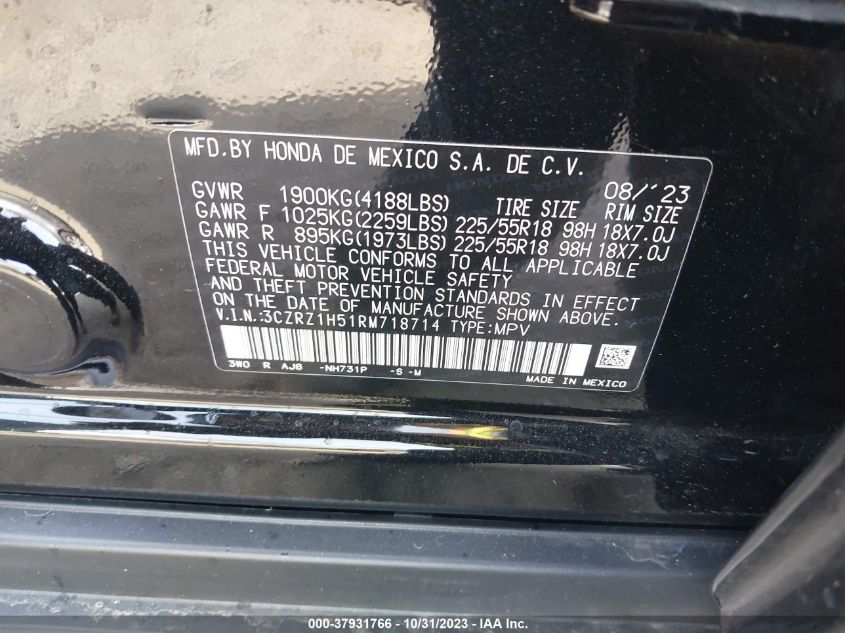 MFD.BY HONDA DE MEXICO S.A. DE C.V. 08/'23
GVWR 1900KG(4188LBS) TIRE SIZE RIM SIZE
GAWR F 1025KG(2259LBS) 225/55R18 98H 18X7.0J
GAWR R 895KG(1973LBS) 225/55R18 98H 18X7.0J
THIS VEHICLE CONFORMS TO ALL APPLICABLE
FEDERAL MOTOR VEHICLE SAFETY
AND THEFT PREVENTION STANDARDS IN EFFECT
ON THE DATE OF MANUFACTURE SHOWN ABOVE.
V.I.N.:3CZRZ1H51RM718714 TYPE:MPV
3W0 R AJ6 -NH731P -S -M MADE IN MEXICO
000-37931766 - 10/31/2023 - IAA Inc.